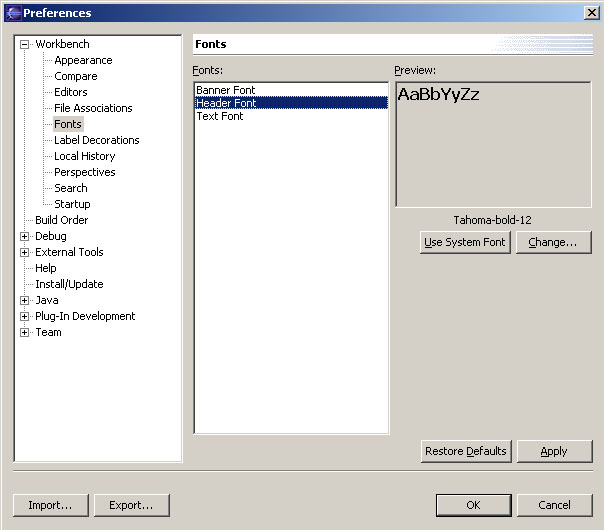 Preferences
Workbench
Appearance
Compare
Editors
File Associations
Fonts
Label Decorations
Local History
Perspectives
Search
Startup
Build Order
Debug
External Tools
Help
Install/Update
Java
Plug-In Development
Team
Fonts
Fonts:
Banner Font
Header Font
Text Font
Preview:
AaBbYyZz
Tahoma-bold-12
Use System Font
Change...
Restore Defaults
Apply
Import...
Export...
OK
Cancel